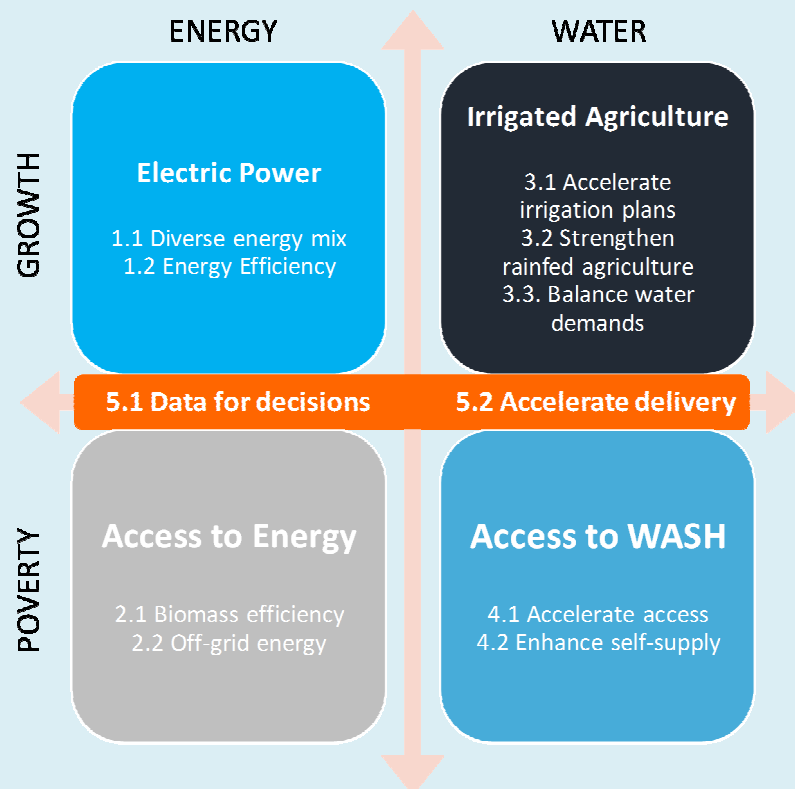 ENERGY
WATER
GROWTH
Electric Power
1.1 Diverse energy mix
1.2 Energy Efficiency
Irrigated Agriculture
3.1 Accelerate
irrigation plans
3.2 Strengthen
rainfed agriculture
3.3. Balance water
demands
5.1 Data for decisions
5.2 Accelerate delivery
POVERTY
Access to Energy
2.1 Biomass efficiency
2.2 Off-grid energy
Access to WASH
4.1 Accelerate access
4.2 Enhance self-supply